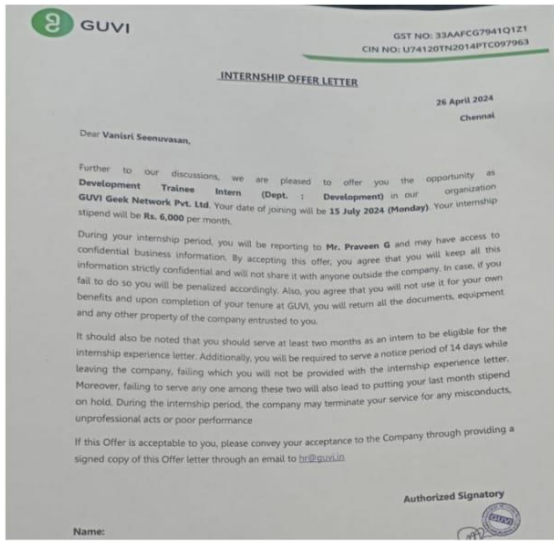 GUVI
GST NO: 33AAFCG7941Q1Z1
CIN NO: U74120TN2014PTC097963
INTERNSHIP OFFER LETTER
26 April 2024
Chennai
Dear Vanisri Seenuvasan,
Further to our discussions, we are pleased to offer you the opportunity as
Development Trainee Intern (Dept. : Development) in our organization
GUVI Geek Network Pvt. Ltd. Your date of joining will be 15 July 2024 (Monday). Your internship
stipend will be Rs. 6,000 per month.
During your internship period, you will be reporting to Mr. Praveen G and may have access to
confidential business information. By accepting this offer, you agree that you will keep all this
information strictly confidential and will not share it with anyone outside the company. In case, if you
fail to do so you will be penalized accordingly. Also, you agree that you will not use it for your own
benefits and upon completion of your tenure at GUVI, you will return all the documents, equipment
and any other property of the company entrusted to you.
It should also be noted that you should serve at least two months as an intern to be eligible for the
internship experience letter. Additionally, you will be required to serve a notice period of 14 days while
leaving the company, failing which you will not be provided with the internship experience letter.
Moreover, failing to serve any one among these two will also lead to putting your last month stipend
on hold. During the internship period, the company may terminate your service for any misconducts,
unprofessional acts or poor performance
If this Offer is acceptable to you, please convey your acceptance to the Company through providing a
signed copy of this Offer letter through an email to hr@guvi.in
Authorized Signatory
GUVI
Name: